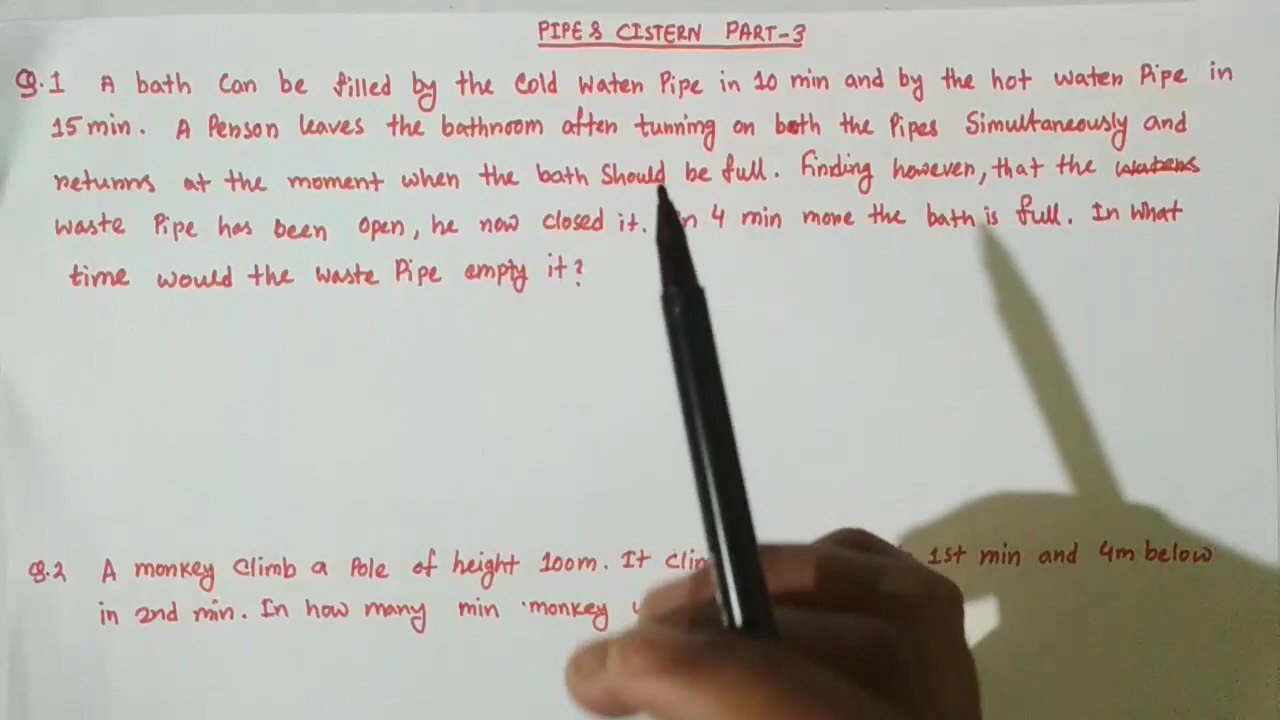 PIPE & CISTERN PART-3
Q.1 A bath can be filled by the cold water Pipe in 10 min and by the hot water Pipe in
15 min. A Person leaves the bathroom after tunning on both the Pipes Simultaneously and
returns at the moment when the bath should be full. Finding however, that the
waste Pipe has been open, he now closed it. 4 min more the bath is full. In what
time would the waste Pipe empty it?
Q.2 A monkey climb a Pole of height 100m. It 1st min and 4m below
in 2nd min. In how many min monkey